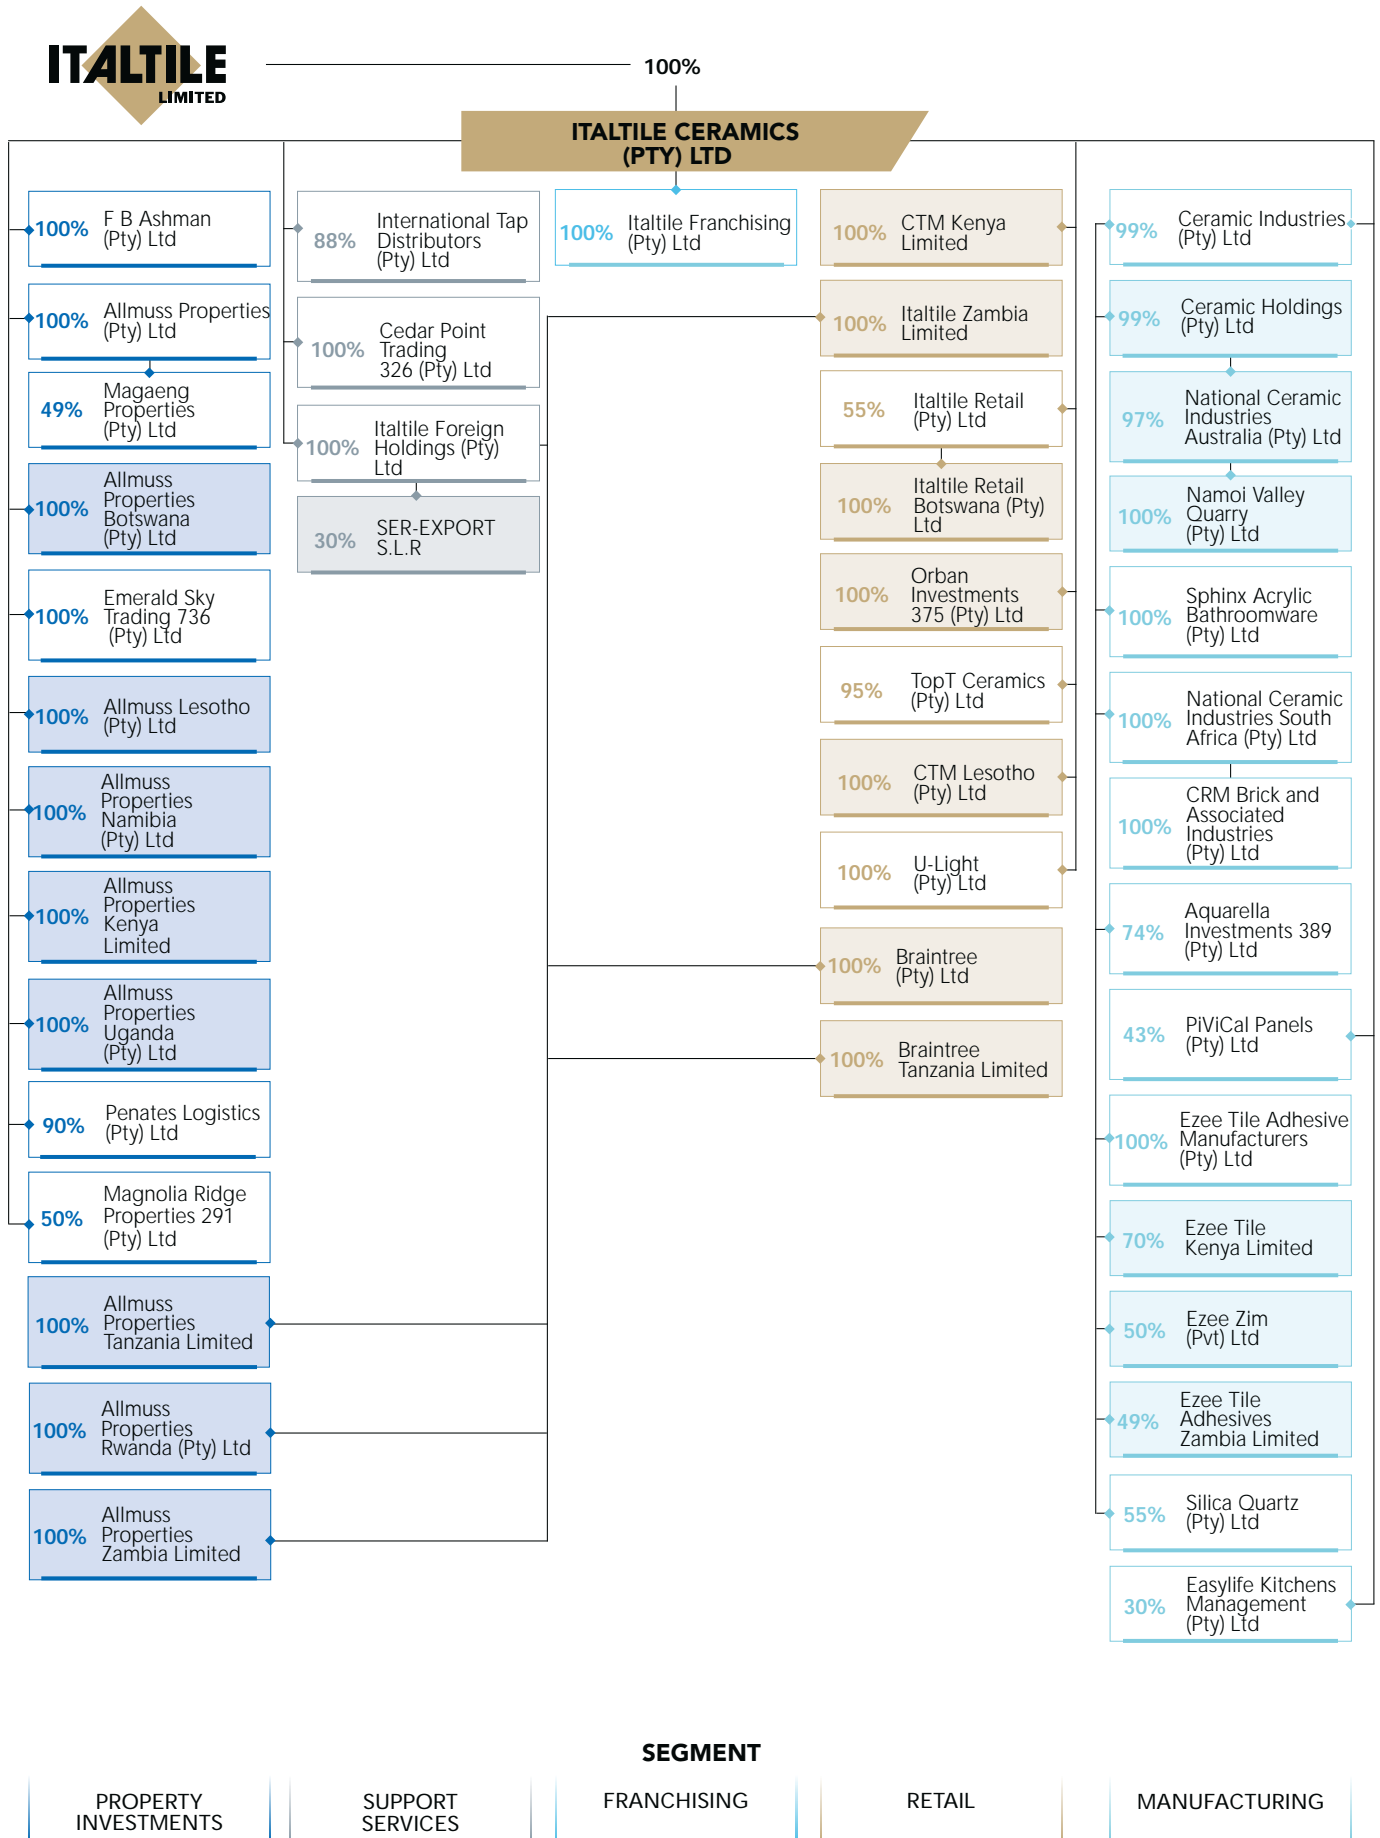 ITALTILE
LIMITED
100%
ITALTILE CERAMICS
(PTY) LTD
100%
F B Ashman
(Pty) Ltd
100%
Allmuss Properties
(Pty) Ltd
49%
Magaeng
Properties
(Pty) Ltd
100%
Allmuss
Properties
Botswana
(Pty) Ltd
100%
Emerald Sky
Trading 736
(Pty) Ltd
100%
Allmuss Lesotho
(Pty) Ltd
100%
Allmuss
Properties
Namibia
(Pty) Ltd
100%
Allmuss
Properties
Kenya
Limited
100%
Allmuss
Properties
Uganda
(Pty) Ltd
90%
Penates Logistics
(Pty) Ltd
50%
Magnolia Ridge
Properties 291
(Pty) Ltd
100%
Allmuss
Properties
Tanzania Limited
100%
Allmuss
Properties
Rwanda (Pty) Ltd
100%
Allmuss
Properties
Zambia Limited
88%
International Tap
Distributors
(Pty) Ltd
100%
Cedar Point
Trading
326 (Pty) Ltd
100%
Italtile Foreign
Holdings (Pty)
Ltd
30%
SER-EXPORT
S.L.R
100%
Italtile Franchising
(Pty) Ltd
100%
CTM Kenya
Limited
100%
Italtile Zambia
Limited
55%
Italtile Retail
(Pty) Ltd
100%
Italtile Retail
Botswana (Pty)
Ltd
100%
Orban
Investments
375 (Pty) Ltd
95%
TopT Ceramics
(Pty) Ltd
100%
CTM Lesotho
(Pty) Ltd
100%
U-Light
(Pty) Ltd
100%
Braintree
(Pty) Ltd
100%
Braintree
Tanzania Limited
99%
Ceramic Industries
(Pty) Ltd
99%
Ceramic Holdings
(Pty) Ltd
97%
National Ceramic
Industries
Australia (Pty) Ltd
100%
Namoi Valley
Quarry
(Pty) Ltd
100%
Sphinx Acrylic
Bathroomware
(Pty) Ltd
100%
National Ceramic
Industries South
Africa (Pty) Ltd
100%
CRM Brick and
Associated
Industries
(Pty) Ltd
74%
Aquarella
Investments 389
(Pty) Ltd
43%
PiViCal Panels
(Pty) Ltd
100%
Ezee Tile Adhesive
Manufacturers
(Pty) Ltd
70%
Ezee Tile
Kenya Limited
50%
Ezee Zim
(Pvt) Ltd
49%
Ezee Tile
Adhesives
Zambia Limited
55%
Silica Quartz
(Pty) Ltd
30%
Easylife Kitchens
Management
(Pty) Ltd
SEGMENT
PROPERTY
INVESTMENTS
SUPPORT
SERVICES
FRANCHISING
RETAIL
MANUFACTURING